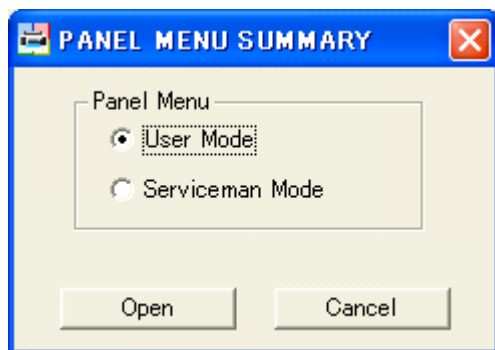 PANEL MENU SUMMARY
Panel Menu
User Mode
Serviceman Mode
Open Cancel